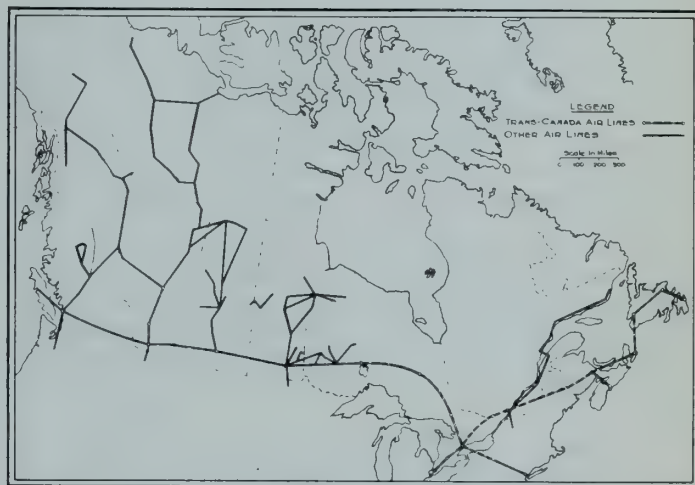 LEGEND
TRANS-CANADA AIR LINES
OTHER AIR LINES
Scale in Miles
0 100 200 300